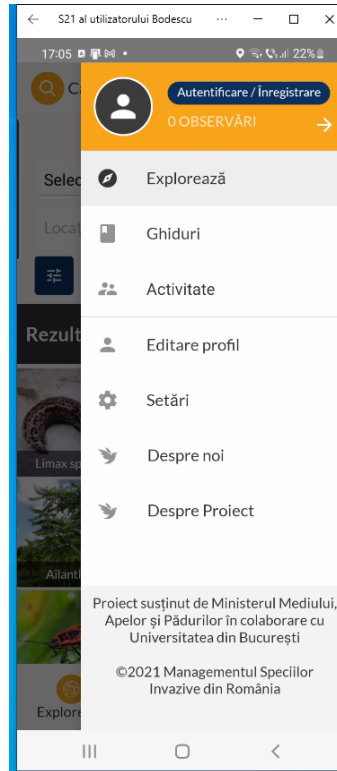 S21 al utilizatorului Bodescu ...
17:05 22%
Autentificare / Înregistrare
0 OBSERVĂRI
Selec
Explorează
Locaț
Ghiduri
Activitate
Rezult
Editare profil
Setări
Limax sp
Despre noi
Despre Proiect
Ailant
Proiect susținut de Ministerul Mediului,
Apelor și Pădurilor în colaborare cu
Universitatea din București
©2021 Managementul Speciilor
Invazive din România
Explore